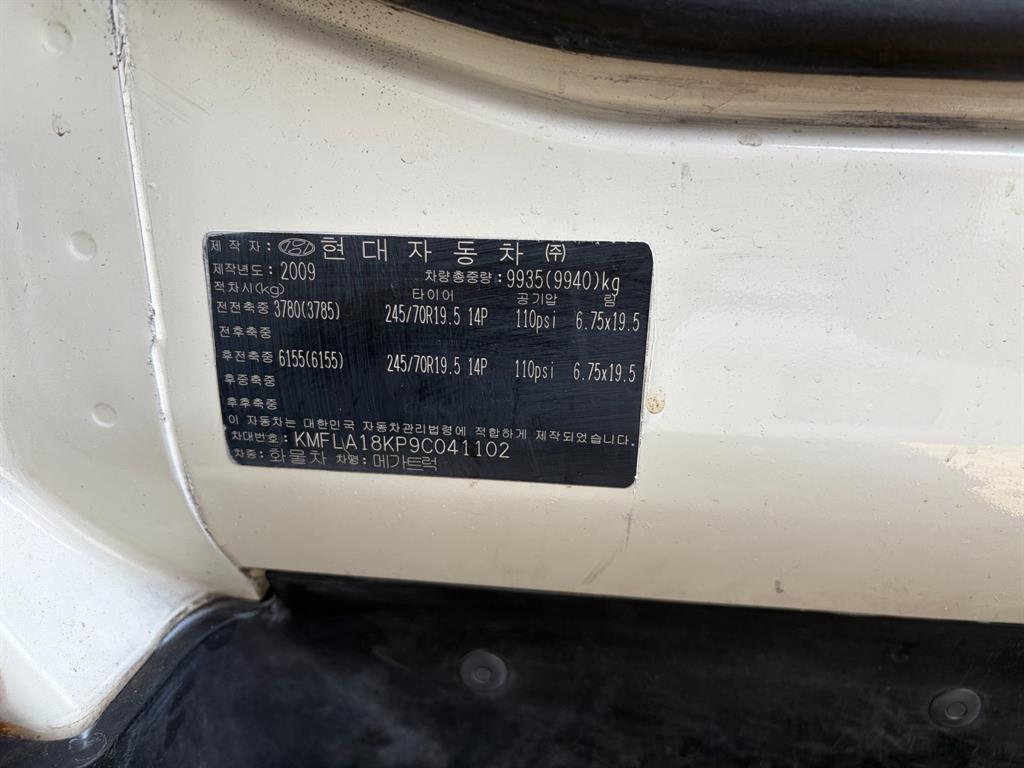 제작자: 현대자동차 ㈜
제작년도: 2009 차량총중량: 9935(9940)kg
적차시(kg) 타이어 공기압 림
전전축중 3780(3785) 245/70R19.5 14P 110psi 6.75x19.5
전후축중
후전축중 6155(6155) 245/70R19.5 14P 110psi 6.75x19.5
후중축중
후후축중
이 자동차는 대한민국 자동차관리법령에 적합하게 제작되었습니다.
차대번호: KMFLA18KP9C041102
차종: 화물차 차명: 메가트럭